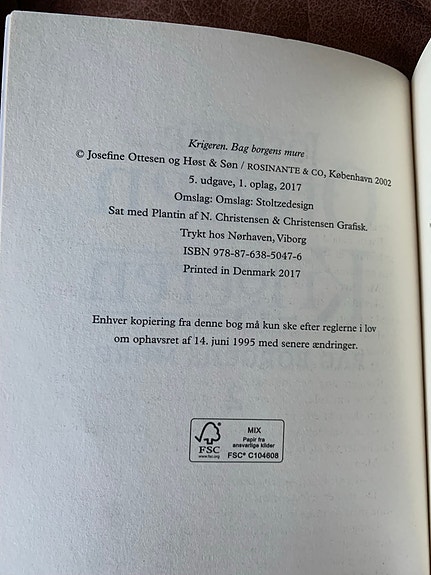 Krigeren. Bag borgens mure
© Josefine Ottesen og Høst & Søn / ROSINANTE & CO, København 2002
5. udgave, 1. oplag, 2017
Omslag: Omslag: Stoltzedesign
Sat med Plantin af N. Christensen & Christensen Grafisk.
Trykt hos Nørhaven, Viborg
ISBN 978-87-638-5047-6
Printed in Denmark 2017
Enhver kopiering fra denne bog må kun ske efter reglerne i lov
om ophavsret af 14. juni 1995 med senere ændringer.
FSC
www.fsc.org
MIX
Papir fra
ansvarlige kilder
FSC® C104608